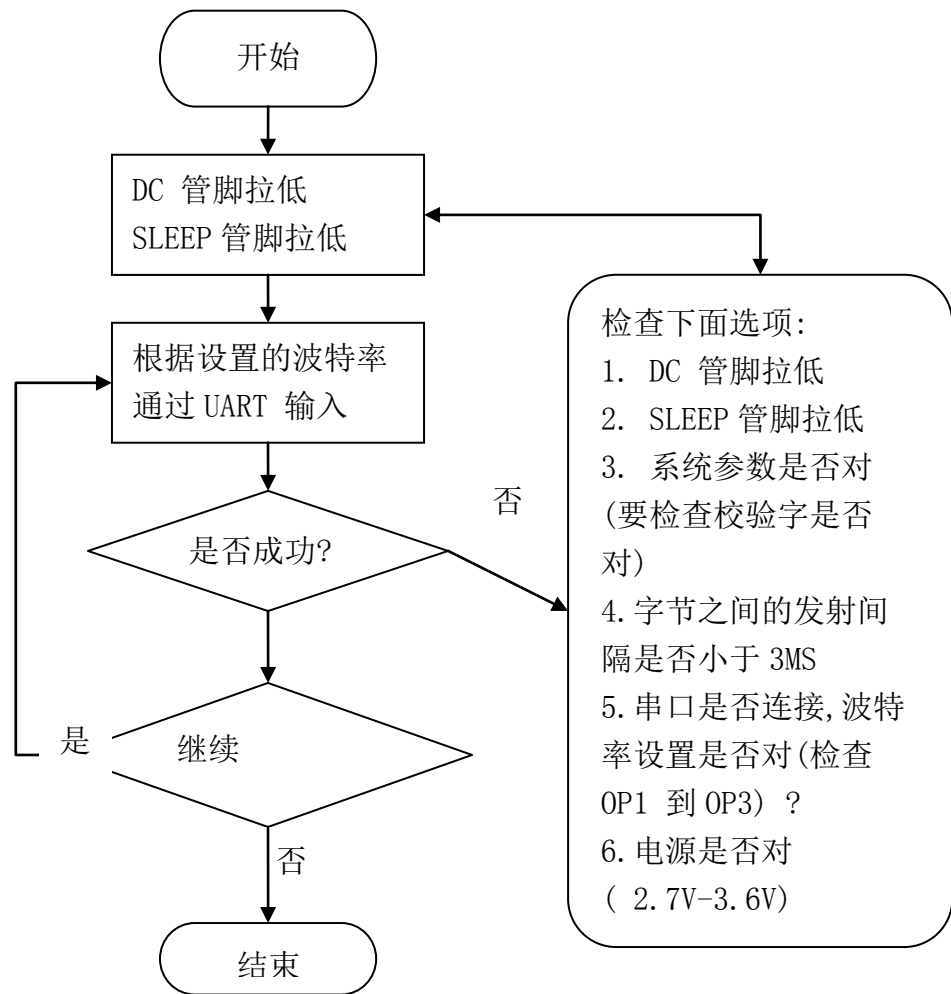 开始
DC 管脚拉低
SLEEP 管脚拉低
根据设置的波特率
通过 UART 输入
是否成功?
否
检查下面选项:
1. DC 管脚拉低
2. SLEEP 管脚拉低
3. 系统参数是否对
(要检查校验字是否
对)
4.字节之间的发射间
隔是否小于 3MS
5.串口是否连接,波特
率设置是否对(检查
OP1 到 OP3) ?
6.电源是否对
( 2.7V-3.6V)
是
继续
否
结束